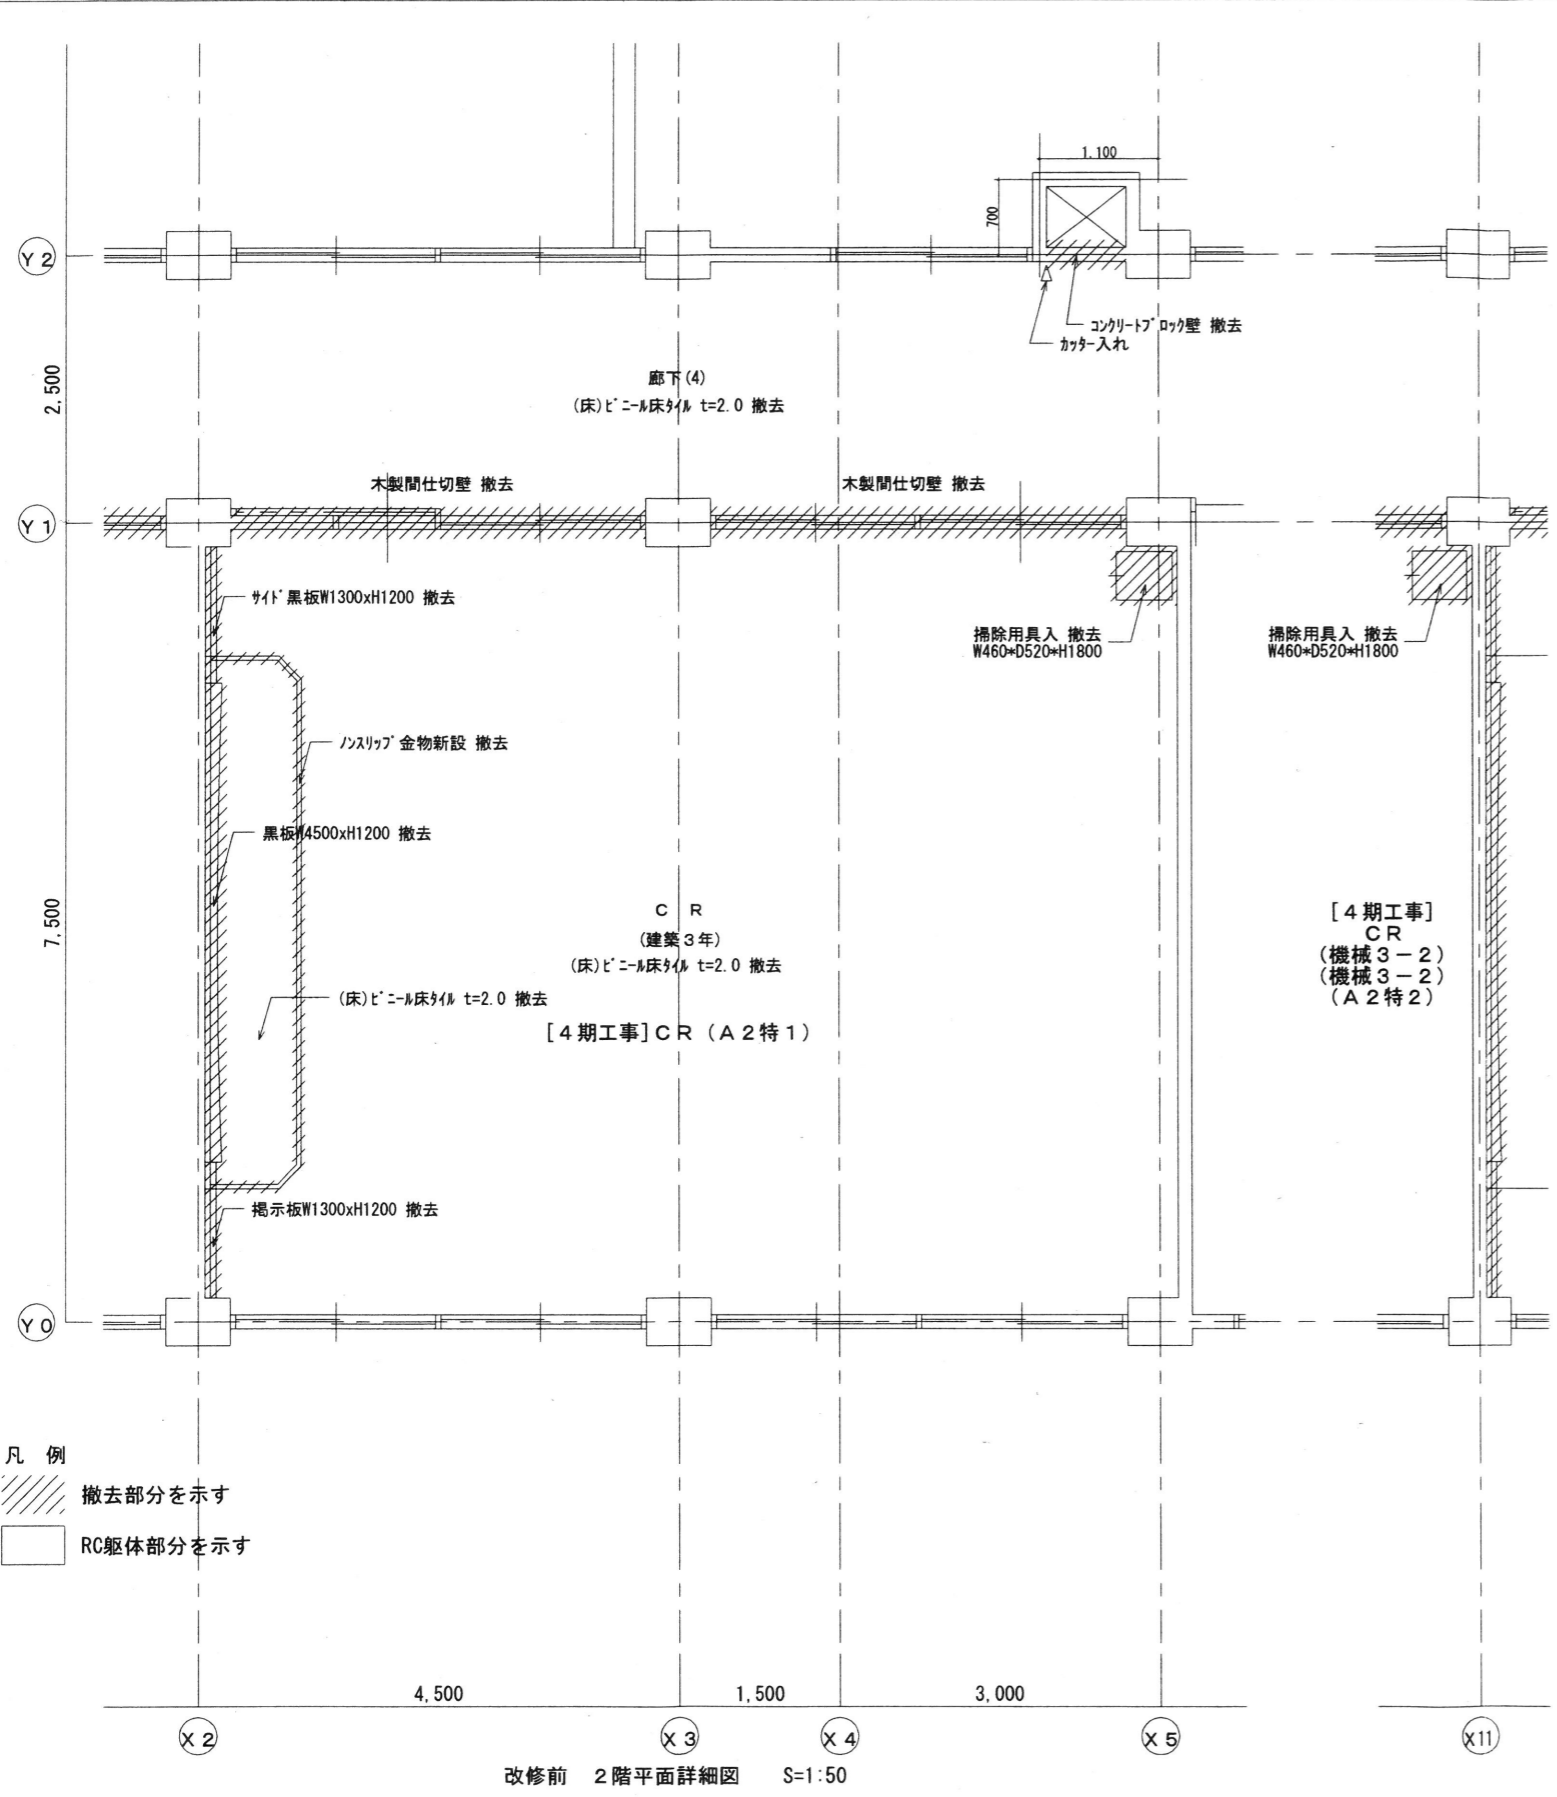 1.100
700
Y2
コンクリートブロック壁 撤去
カッター入れ
2,500
廊下(4)
(床)ビニール床タイル t=2.0 撤去
木製間仕切壁 撤去
木製間仕切壁 撤去
Y1
サイド黒板W1300xH1200 撤去
掃除用具入 撤去
W460*D520*H1800
掃除用具入 撤去
W460*D520*H1800
ノンスリップ金物新設 撤去
黒板W4500xH1200 撤去
7,500
CR
(建築3年)
(床)ビニール床タイル t=2.0 撤去
(床)ビニール床タイル t=2.0 撤去
[4期工事]CR(A2特1)
[4期工事]
CR
(機械3-2)
(機械3-2)
(A2特2)
掲示板W1300xH1200 撤去
Y0
凡 例
撤去部分を示す
RC躯体部分を示す
4,500
1,500
3,000
X2
X3
X4
X5
X11
改修前 2階平面詳細図 S=1:50